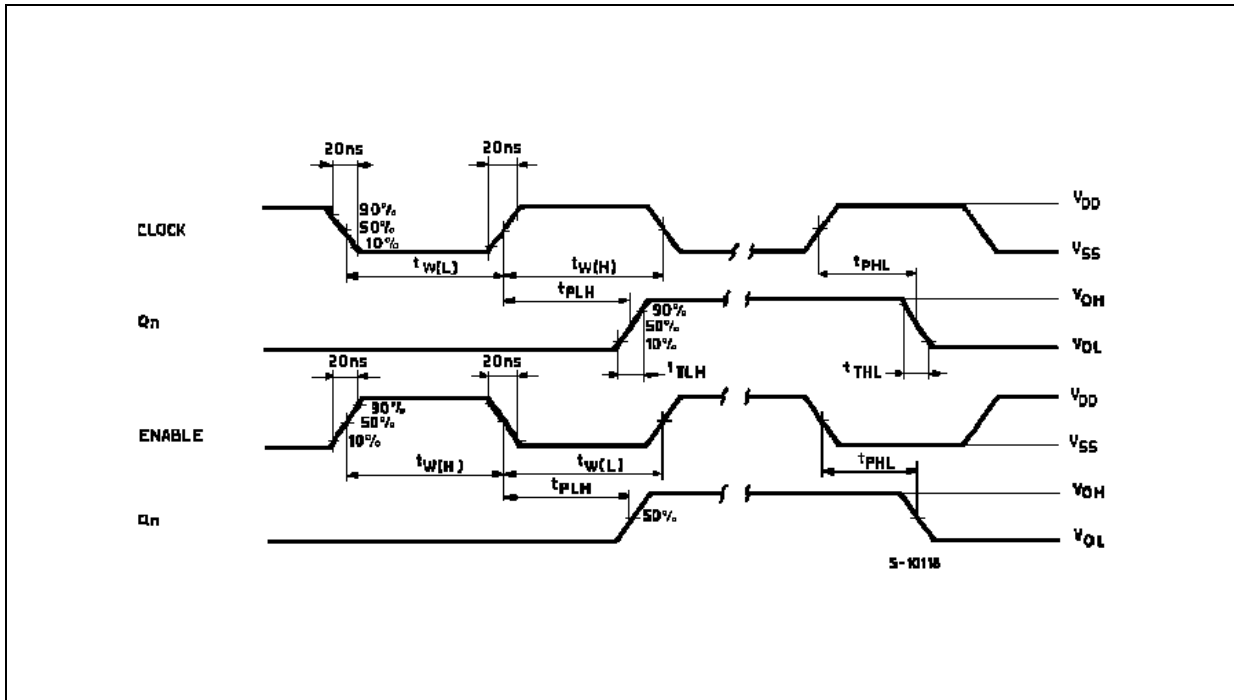 20ns 20ns
CLOCK
90%
50%
10%
VDD
VSS
tW(L) tW(H) tPHL
tPLH
Qn
90%
50%
10%
VOH
VOL
20ns 20ns tTLH tTHL
ENABLE
90%
50%
10%
VDD
VSS
tW(H) tW(L) tPHL
tPLH
Qn
50%
VOH
VOL
S-10118